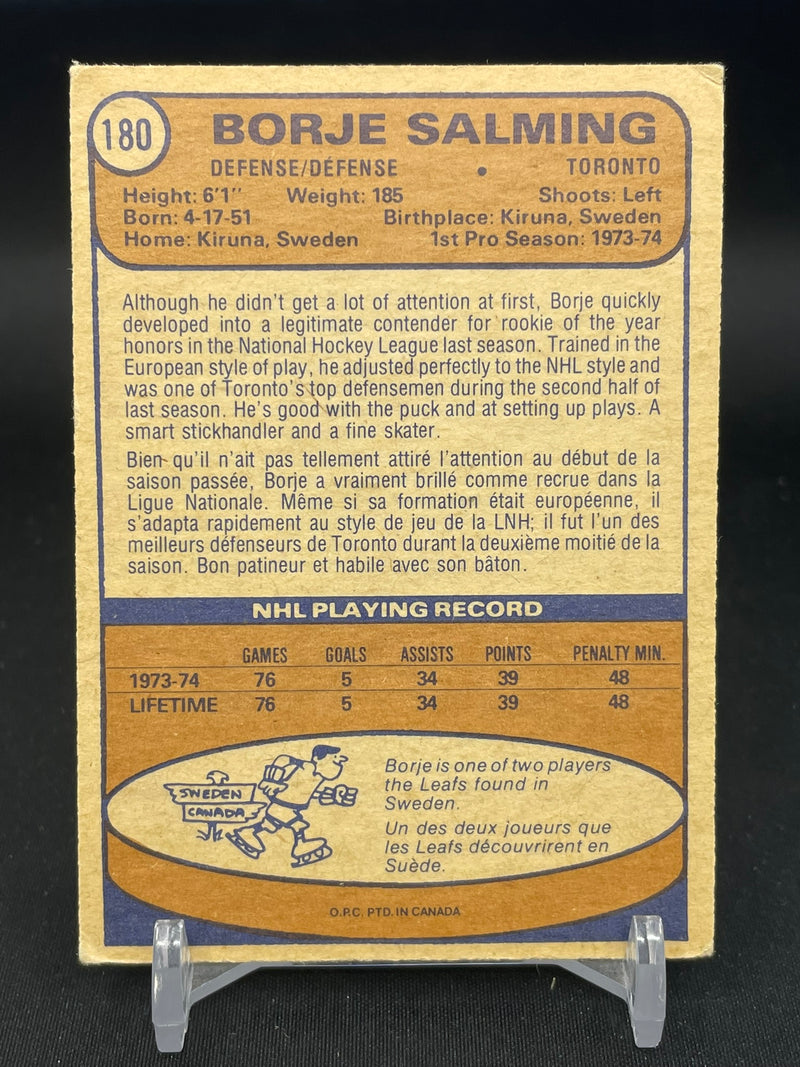 180
BORJE SALMING
DEFENSE/DÉFENSE • TORONTO
Height: 6'1" Weight: 185 Shoots: Left
Born: 4-17-51 Birthplace: Kiruna, Sweden
Home: Kiruna, Sweden 1st Pro Season: 1973-74
Although he didn't get a lot of attention at first, Borje quickly
developed into a legitimate contender for rookie of the year
honors in the National Hockey League last season. Trained in the
European style of play, he adjusted perfectly to the NHL style and
was one of Toronto's top defensemen during the second half of
last season. He's good with the puck and at setting up plays. A
smart stickhandler and a fine skater.
Bien qu'il n'ait pas tellement attiré l'attention au début de la
saison passée, Borje a vraiment brillé comme recrue dans la
Ligue Nationale. Même si sa formation était européenne, il
s'adapta rapidement au style de jeu de la LNH; il fut l'un des
meilleurs défenseurs de Toronto durant la deuxième moitié de la
saison. Bon patineur et habile avec son bâton.
NHL PLAYING RECORD
GAMES GOALS ASSISTS POINTS PENALTY MIN.
1973-74 76 5 34 39 48
LIFETIME 76 5 34 39 48
SWEDEN
CANADA
Borje is one of two players
the Leafs found in
Sweden.
Un des deux joueurs que
les Leafs découvrirent en
Suède.
O.P.C. PTD. IN CANADA